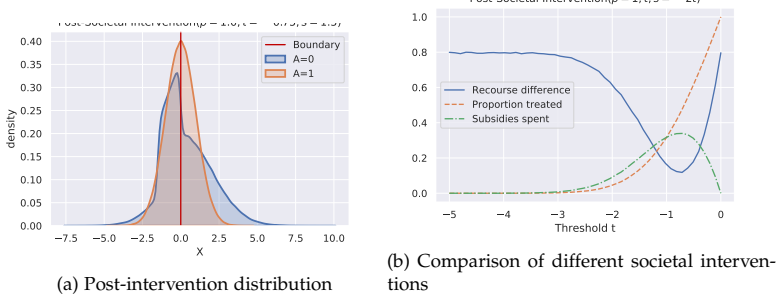 0.40
0.35
0.30
0.25
0.20
0.15
0.10
0.05
0.00
density
−7.5 −5.0 −2.5 0.0 2.5 5.0 7.5 10.0
X
Boundary
A=0
A=1
(a) Post-intervention distribution
1.0
0.8
0.6
0.4
0.2
0.0
Recourse difference
Proportion treated
Subsidies spent
−5 −4 −3 −2 −1 0
Threshold t
(b) Comparison of different societal interven-
tions